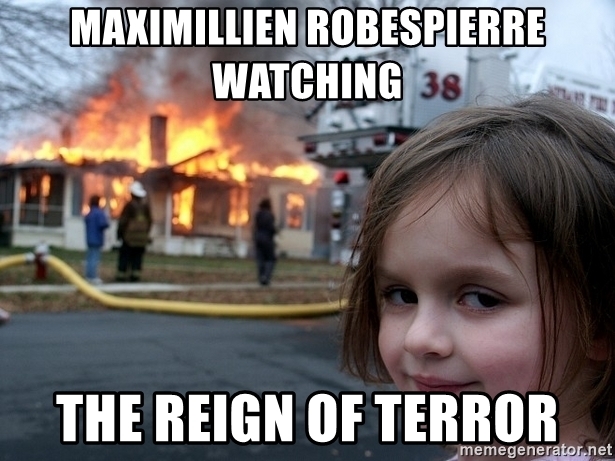 MAXIMILLIEN ROBESPIERRE
WATCHING
38
THE REIGN OF TERROR
memegenerator.net